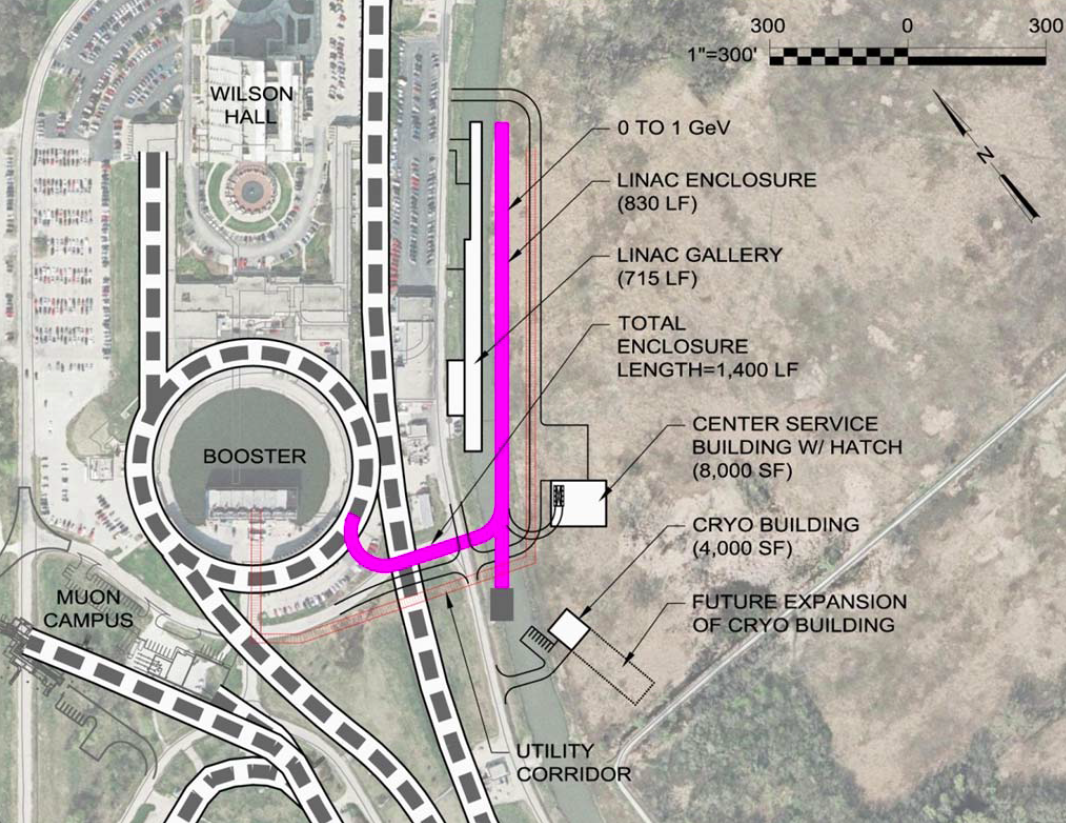 300 0 300
1"=300'
WILSON
HALL
N
0 TO 1 GeV
LINAC ENCLOSURE
(830 LF)
LINAC GALLERY
(715 LF)
TOTAL
ENCLOSURE
LENGTH=1,400 LF
CENTER SERVICE
BUILDING W/ HATCH
(8,000 SF)
BOOSTER
CRYO BUILDING
(4,000 SF)
MUON
CAMPUS
FUTURE EXPANSION
OF CRYO BUILDING
UTILITY
CORRIDOR